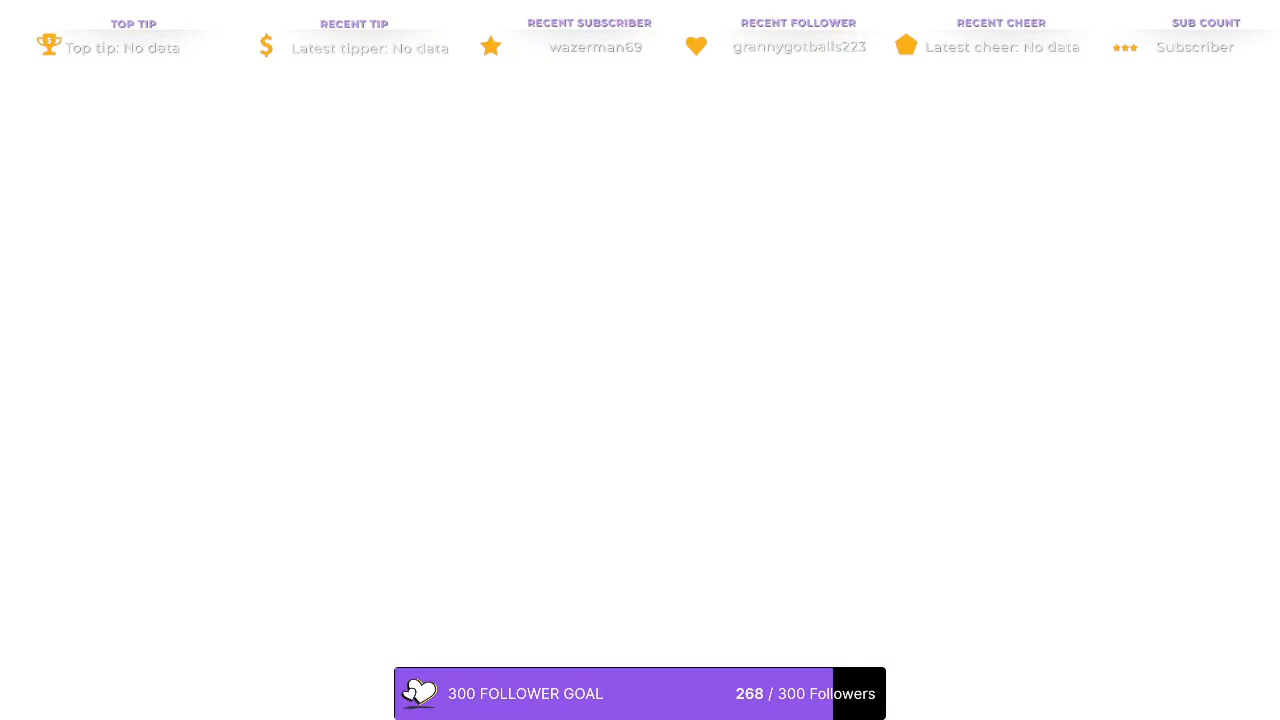 TOP TIP
Top tip: No data
RECENT TIP
Latest tipper: No data
RECENT SUBSCRIBER
wazerman69
RECENT FOLLOWER
grannygotballs223
RECENT CHEER
Latest cheer: No data
SUB COUNT
Subscriber
300 FOLLOWER GOAL
268 / 300 Followers